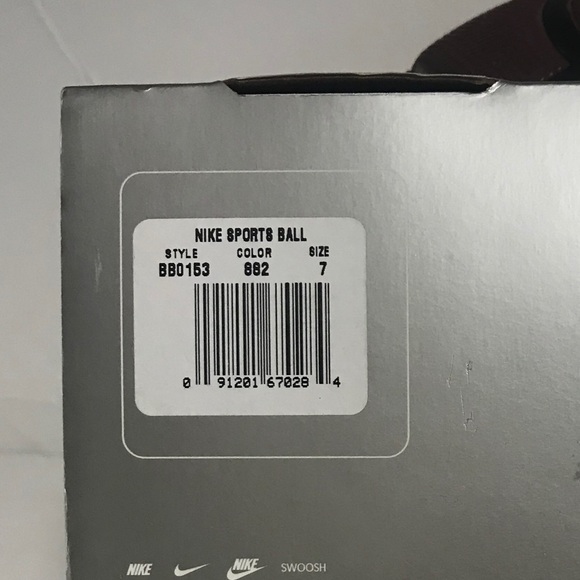 NIKE SPORTS BALL
STYLE COLOR SIZE
BB0153 882 7
0 91201 67028 4
NIKE NIKE SWOOSH